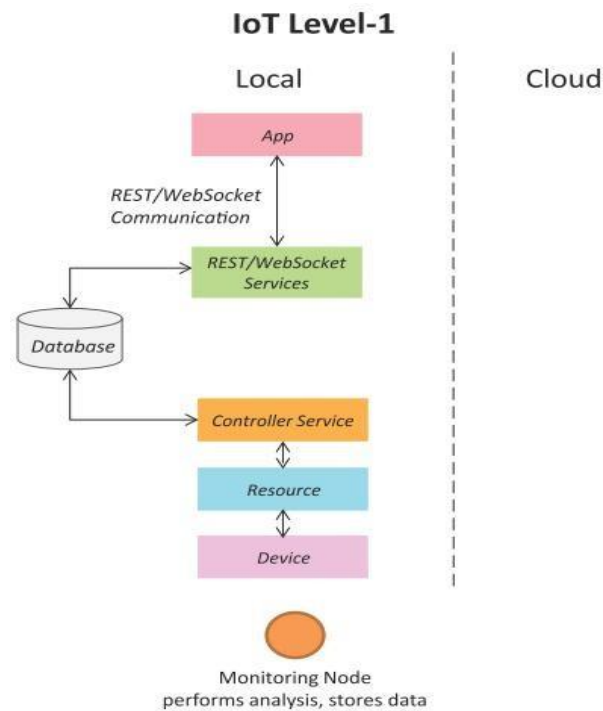 IoT Level-1
Local
Cloud
App
REST/WebSocket
Communication
REST/WebSocket
Services
Database
Controller Service
Resource
Device
Monitoring Node
performs analysis, stores data